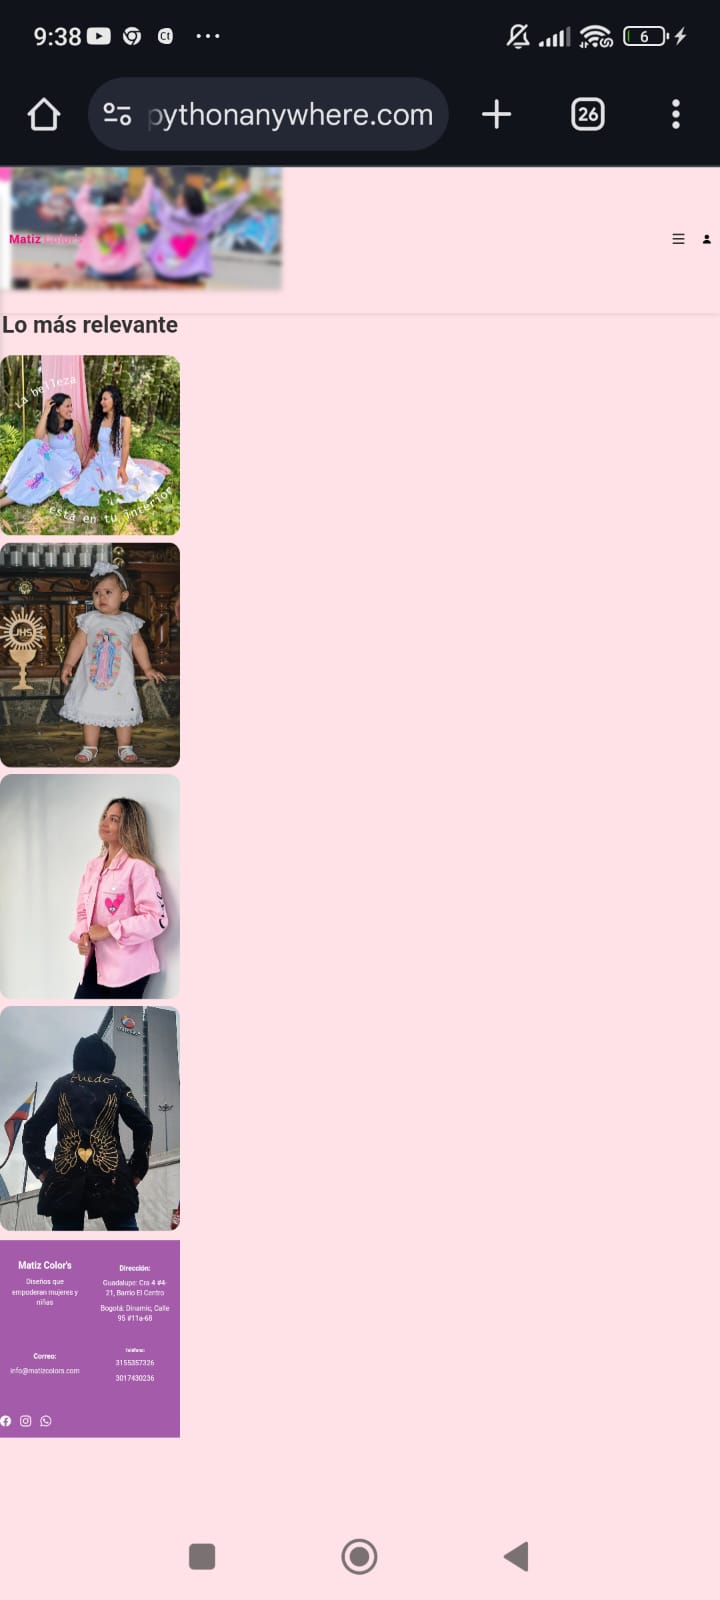 9:38
6
pythonanywhere.com
26
Matiz Color's
Lo más relevante
La belleza
está en tu interior
JHS
Puedo
Matiz Color's
Diseños que
empoderan mujeres y
niñas
Dirección:
Guadalupe: Cra 4 #4-
21, Barrio El Centro
Bogotá: Dinamic, Calle
95 #11a-68
Correo:
info@matizcolors.com
Teléfono:
3155357326
3017430236